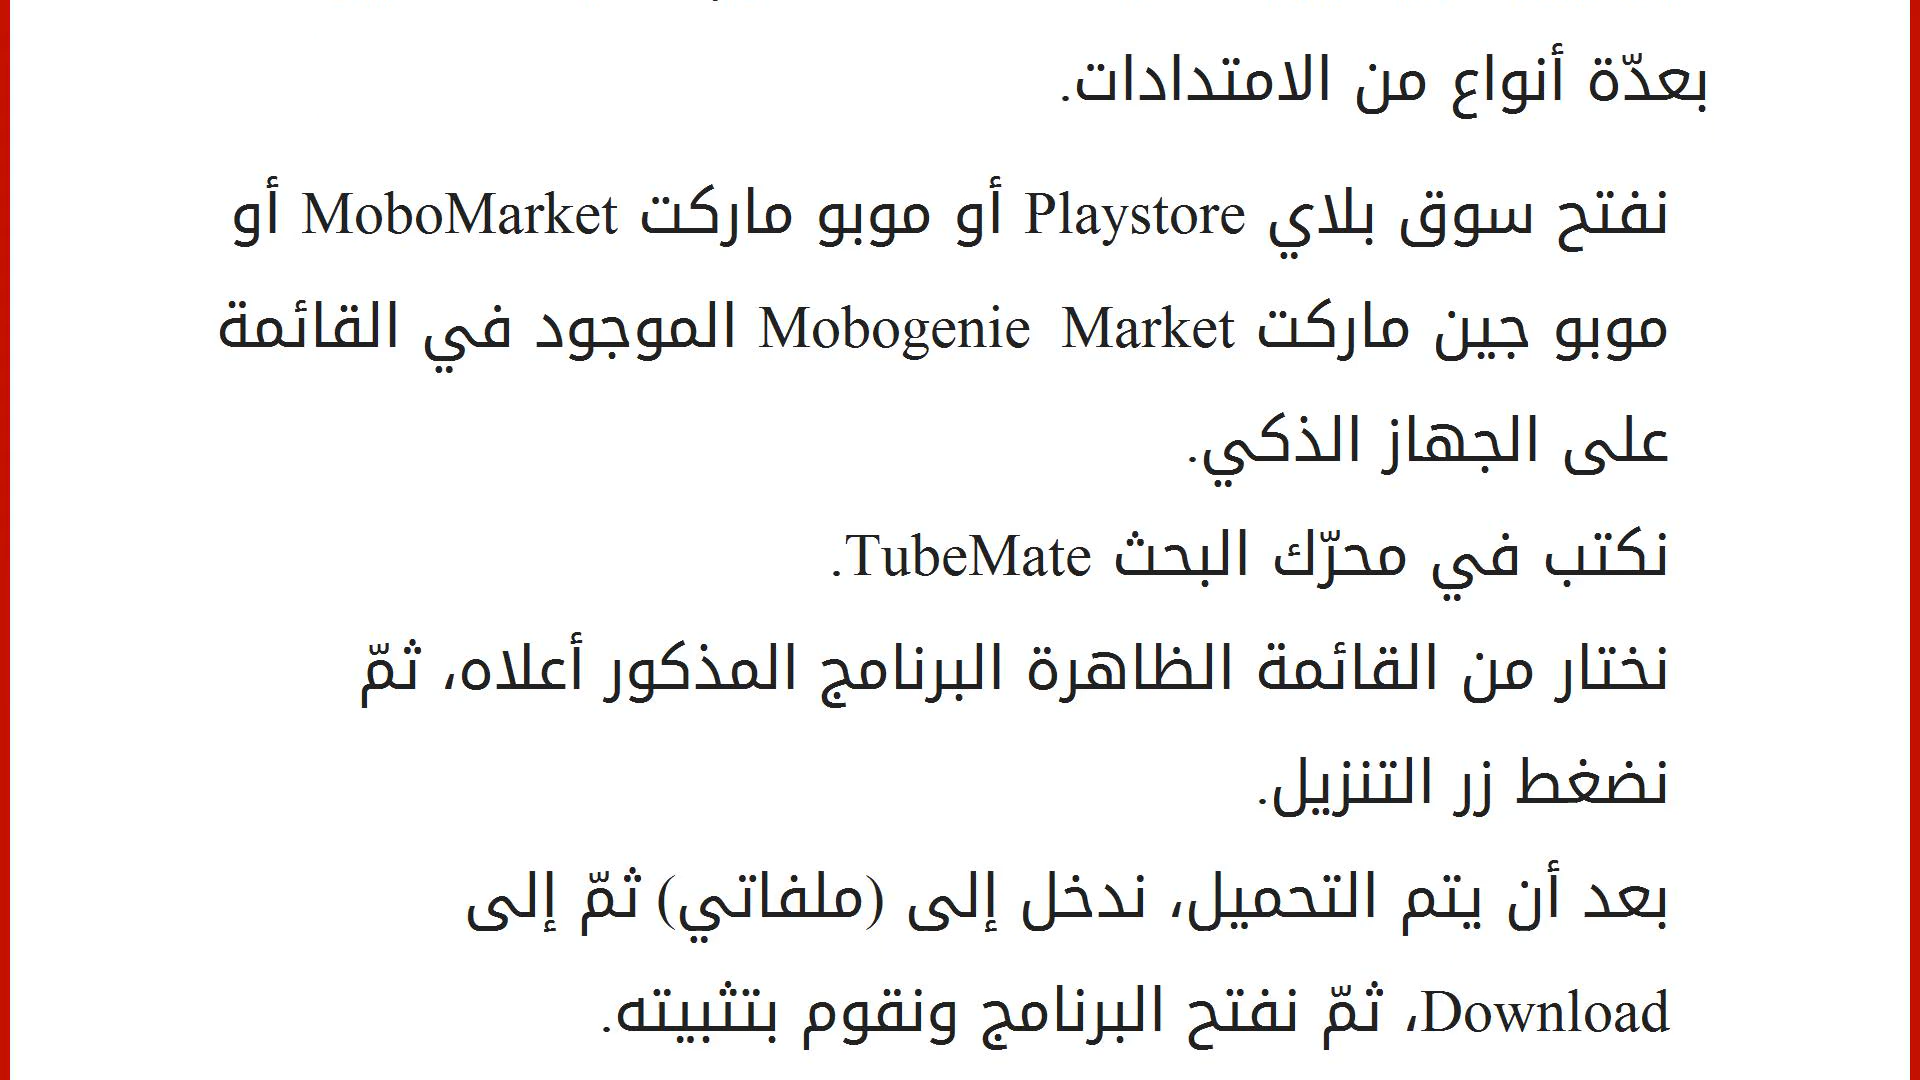 بعدّة أنواع من الامتدادات.
نفتح سوق بلاي Playstore أو موبو ماركت MoboMarket أو
موبو جين ماركت Mobogenie Market الموجود في القائمة
على الجهاز الذكي.
نكتب في محرّك البحث TubeMate.
نختار من القائمة الظاهرة البرنامج المذكور أعلاه، ثمّ
نضغط زر التنزيل.
بعد أن يتم التحميل، ندخل إلى (ملفاتي) ثمّ إلى
Download، ثمّ نفتح البرنامج ونقوم بتثبيته.